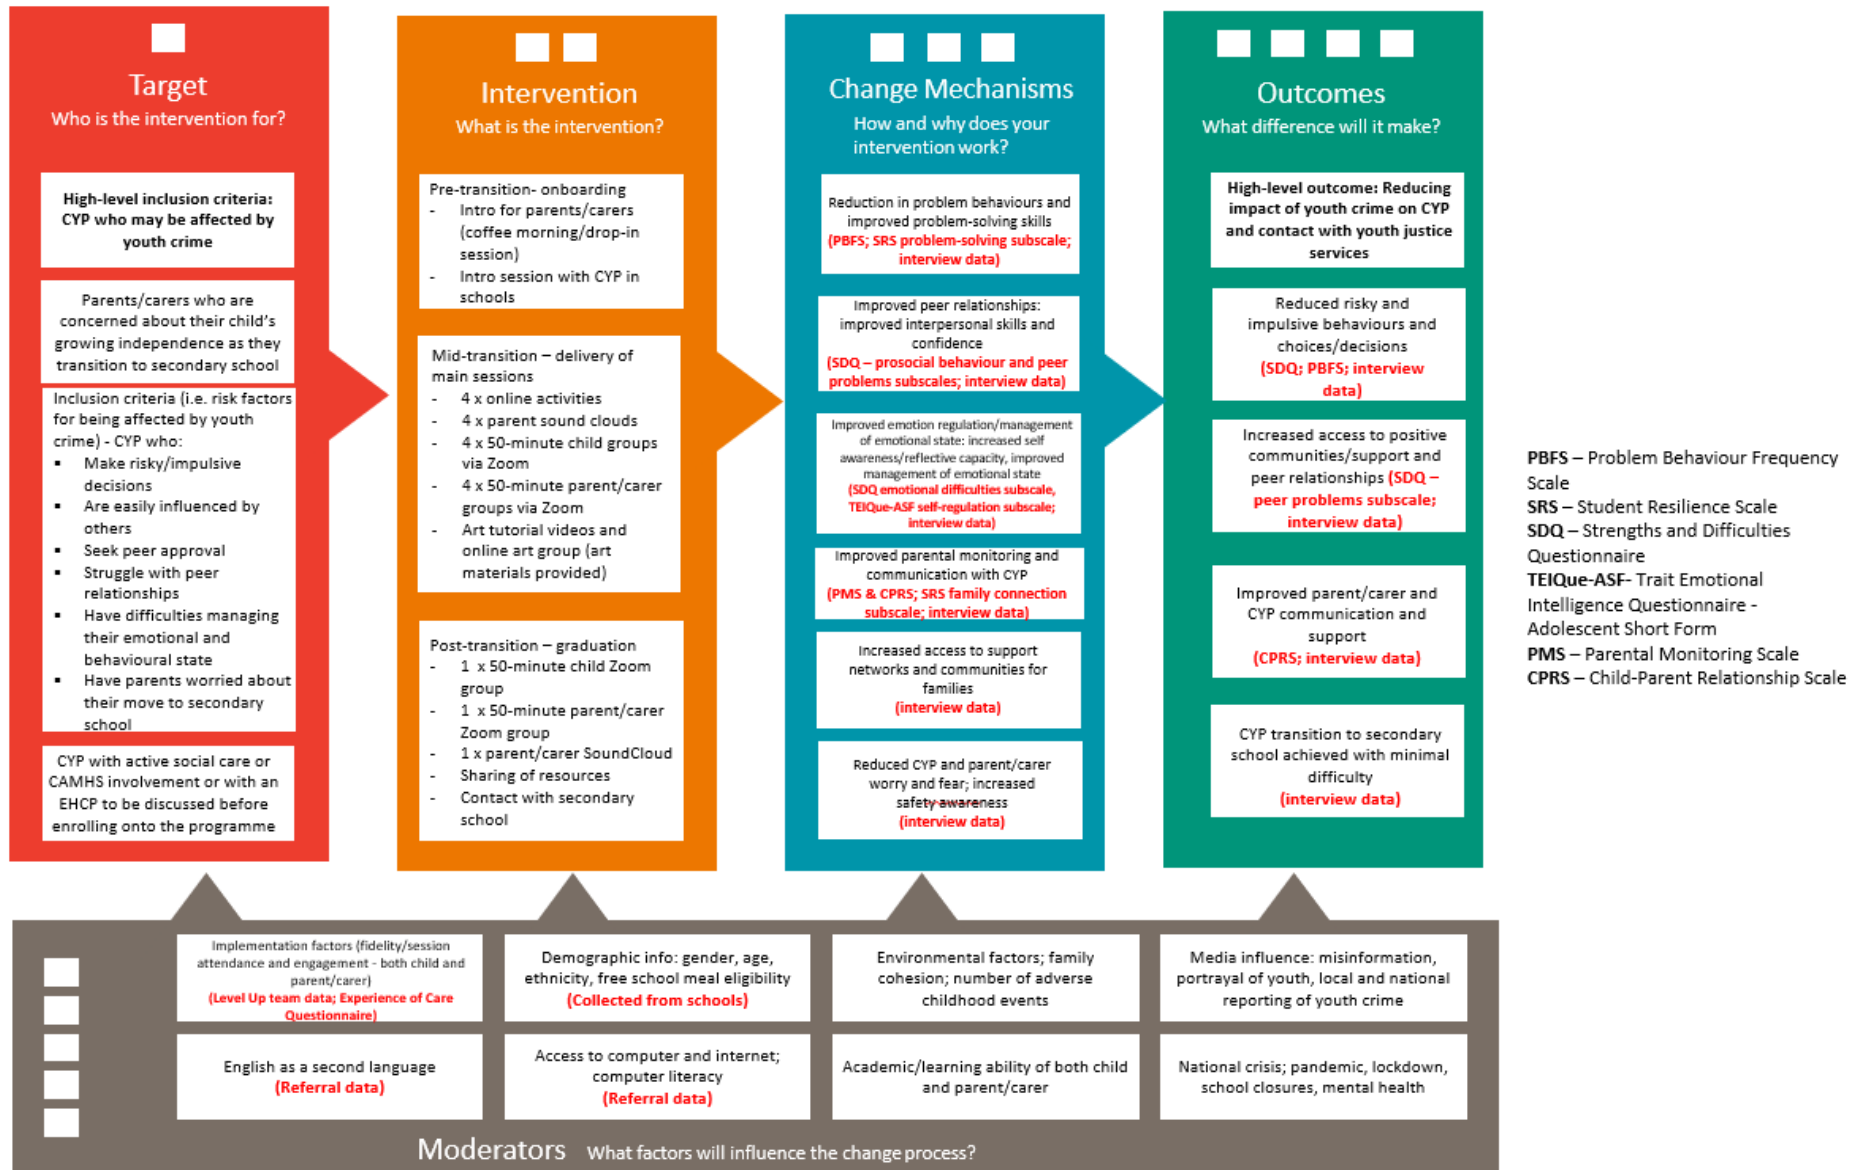 Target
Who is the intervention for?
High-level inclusion criteria:
CYP who may be affected by
youth crime
Parents/carers who are
concerned about their child's
growing independence as they
transition to secondary school
Inclusion criteria (i.e. risk factors
for being affected by youth
crime) - CYP who:
▪ Make risky/impulsive
decisions
▪ Are easily influenced by
others
▪ Seek peer approval
▪ Struggle with peer
relationships
▪ Have difficulties managing
their emotional and
behavioural state
▪ Have parents worried about
their move to secondary
school
CYP with active social care or
CAMHS involvement or with an
EHCP to be discussed before
enrolling onto the programme
Intervention
What is the intervention?
Pre-transition- onboarding
- Intro for parents/carers
(coffee morning/drop-in
session)
- Intro session with CYP in
schools
Mid-transition – delivery of
main sessions
- 4 x online activities
- 4 x parent sound clouds
- 4 x 50-minute child groups
via Zoom
- 4 x 50-minute parent/carer
groups via Zoom
- Art tutorial videos and
online art group (art
materials provided)
Post-transition – graduation
- 1 x 50-minute child Zoom
group
- 1 x 50-minute parent/carer
Zoom group
- 1 x parent/carer SoundCloud
- Sharing of resources
- Contact with secondary
school
Change Mechanisms
How and why does your
intervention work?
Reduction in problem behaviours and
improved problem-solving skills
(PBFS; SRS problem-solving subscale;
interview data)
Improved peer relationships:
improved interpersonal skills and
confidence
(SDQ – prosocial behaviour and peer
problems subscales; interview data)
Improved emotion regulation/management
of emotional state: increased self
awareness/reflective capacity, improved
management of emotional state
(SDQ emotional difficulties subscale,
TEIQue-ASF self-regulation subscale;
interview data)
Improved parental monitoring and
communication with CYP
(PMS & CPRS; SRS family connection
subscale; interview data)
Increased access to support
networks and communities for
families
(interview data)
Reduced CYP and parent/carer
worry and fear; increased
safety awareness
(interview data)
Outcomes
What difference will it make?
High-level outcome: Reducing
impact of youth crime on CYP
and contact with youth justice
services
Reduced risky and
impulsive behaviours and
choices/decisions
(SDQ; PBFS; interview
data)
Increased access to positive
communities/support and
peer relationships (SDQ –
peer problems subscale;
interview data)
Improved parent/carer and
CYP communication and
support
(CPRS; interview data)
CYP transition to secondary
school achieved with minimal
difficulty
(interview data)
PBFS – Problem Behaviour Frequency
Scale
SRS – Student Resilience Scale
SDQ – Strengths and Difficulties
Questionnaire
TEIQue-ASF- Trait Emotional
Intelligence Questionnaire -
Adolescent Short Form
PMS – Parental Monitoring Scale
CPRS – Child-Parent Relationship Scale
Implementation factors (fidelity/session
attendance and engagement - both child and
parent/carer)
(Level Up team data; Experience of Care
Questionnaire)
Demographic info: gender, age,
ethnicity, free school meal eligibility
(Collected from schools)
Environmental factors; family
cohesion; number of adverse
childhood events
Media influence: misinformation,
portrayal of youth, local and national
reporting of youth crime
English as a second language
(Referral data)
Access to computer and internet;
computer literacy
(Referral data)
Academic/learning ability of both child
and parent/carer
National crisis; pandemic, lockdown,
school closures, mental health
Moderators What factors will influence the change process?